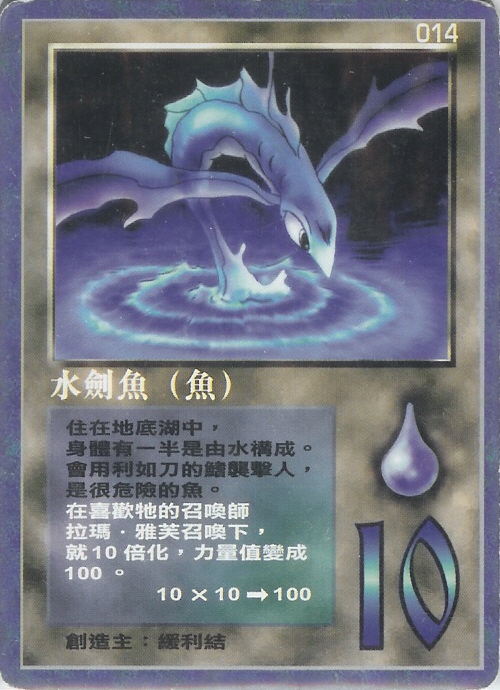 014
水劍魚（魚）
住在地底湖中，
身體有一半是由水構成。
會用利如刀的鰭襲擊人，
是很危險的魚。
在喜歡牠的召喚師
拉瑪．雅芙召喚下，
就10倍化，力量值變成
100。
10 × 10 ➡ 100
10
創造主：緩利結